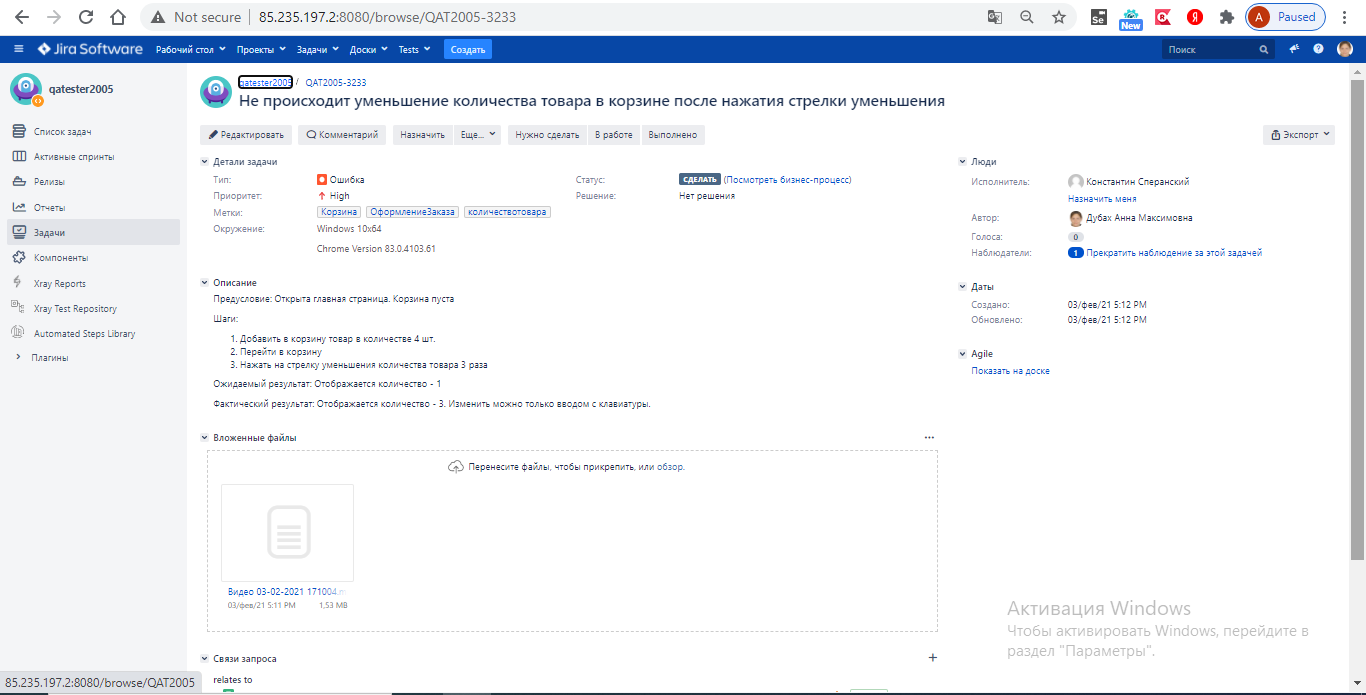 Not secure
85.235.197.2:8080/browse/QAT2005-3233
Se
New
Я
A
Paused
Jira Software
Рабочий стол
Проекты
Задачи
Доски
Tests
Создать
Поиск
qatester2005
Список задач
Активные спринты
Релизы
Отчеты
Задачи
Компоненты
Xray Reports
Xray Test Repository
Automated Steps Library
Плагины
qatester2005 / QAT2005-3233
Не происходит уменьшение количества товара в корзине после нажатия стрелки уменьшения
Редактировать
Комментарий
Назначить
Еще...
Нужно сделать
В работе
Выполнено
Экспорт
Детали задачи
Тип: Ошибка
Статус: СДЕЛАТЬ (Посмотреть бизнес-процесс)
Приоритет: High
Решение: Нет решения
Метки: Корзина ОформлениеЗаказа количествотовара
Окружение: Windows 10x64
Chrome Version 83.0.4103.61
Описание
Предусловие: Открыта главная страница. Корзина пуста
Шаги:
1. Добавить в корзину товар в количестве 4 шт.
2. Перейти в корзину
3. Нажать на стрелку уменьшения количества товара 3 раза
Ожидаемый результат: Отображается количество - 1
Фактический результат: Отображается количество - 3. Изменить можно только вводом с клавиатуры.
Вложенные файлы
Перенесите файлы, чтобы прикрепить, или обзор.
Видео 03-02-2021 171004.
03/фев/21 5:11 PM 1,53 MB
Связи запроса
relates to
Люди
Исполнитель: Константин Сперанский
Назначить меня
Автор: Дубах Анна Максимовна
Голоса: 0
Наблюдатели: 1 Прекратить наблюдение за этой задачей
Даты
Создано: 03/фев/21 5:12 PM
Обновлено: 03/фев/21 5:12 PM
Agile
Показать на доске
Активация Windows
Чтобы активировать Windows, перейдите в
раздел "Параметры".
85.235.197.2:8080/browse/QAT2005